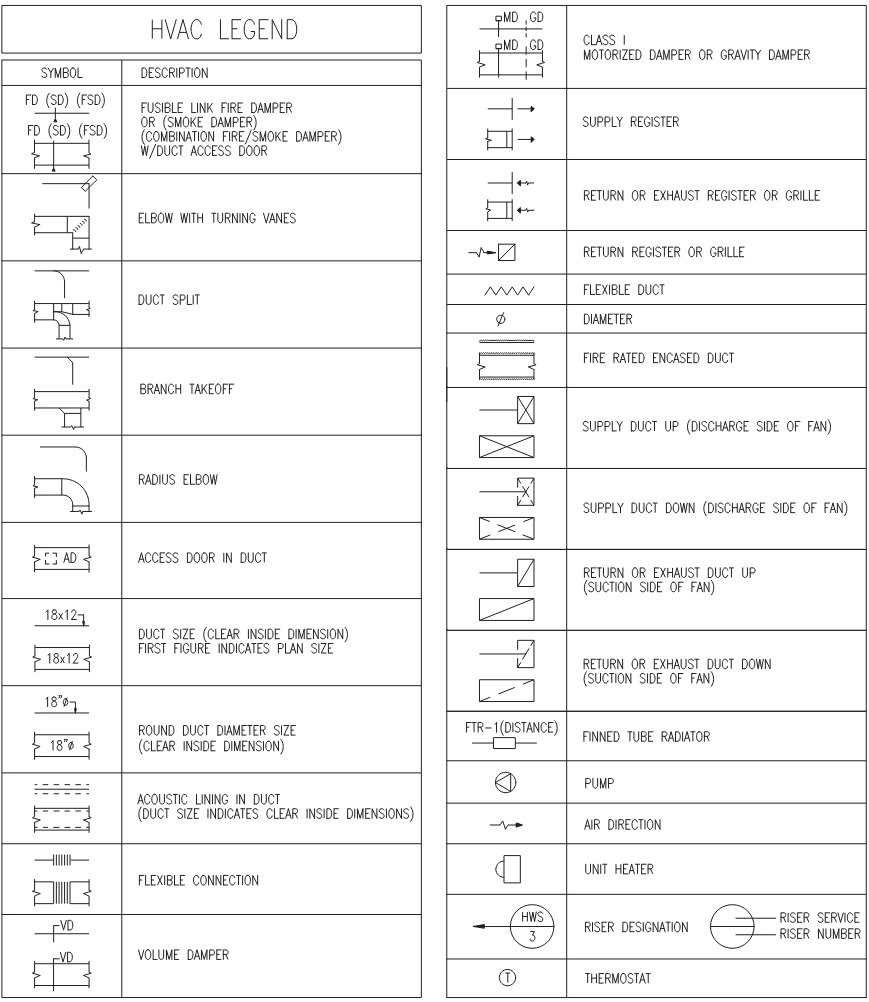 HVAC LEGEND
SYMBOL DESCRIPTION
FD (SD) (FSD)
FD (SD) (FSD)
FUSIBLE LINK FIRE DAMPER
OR (SMOKE DAMPER)
(COMBINATION FIRE/SMOKE DAMPER)
W/DUCT ACCESS DOOR
ELBOW WITH TURNING VANES
DUCT SPLIT
BRANCH TAKEOFF
RADIUS ELBOW
AD
ACCESS DOOR IN DUCT
18x12
18x12
DUCT SIZE (CLEAR INSIDE DIMENSION)
FIRST FIGURE INDICATES PLAN SIZE
18"ø
18"ø
ROUND DUCT DIAMETER SIZE
(CLEAR INSIDE DIMENSION)
ACOUSTIC LINING IN DUCT
(DUCT SIZE INDICATES CLEAR INSIDE DIMENSIONS)
FLEXIBLE CONNECTION
VD
VD
VOLUME DAMPER
MD GD
MD GD
CLASS I
MOTORIZED DAMPER OR GRAVITY DAMPER
SUPPLY REGISTER
RETURN OR EXHAUST REGISTER OR GRILLE
RETURN REGISTER OR GRILLE
FLEXIBLE DUCT
ø DIAMETER
FIRE RATED ENCASED DUCT
SUPPLY DUCT UP (DISCHARGE SIDE OF FAN)
SUPPLY DUCT DOWN (DISCHARGE SIDE OF FAN)
RETURN OR EXHAUST DUCT UP
(SUCTION SIDE OF FAN)
RETURN OR EXHAUST DUCT DOWN
(SUCTION SIDE OF FAN)
FTR-1(DISTANCE)
FINNED TUBE RADIATOR
PUMP
AIR DIRECTION
UNIT HEATER
HWS
3
RISER DESIGNATION
RISER SERVICE
RISER NUMBER
T THERMOSTAT